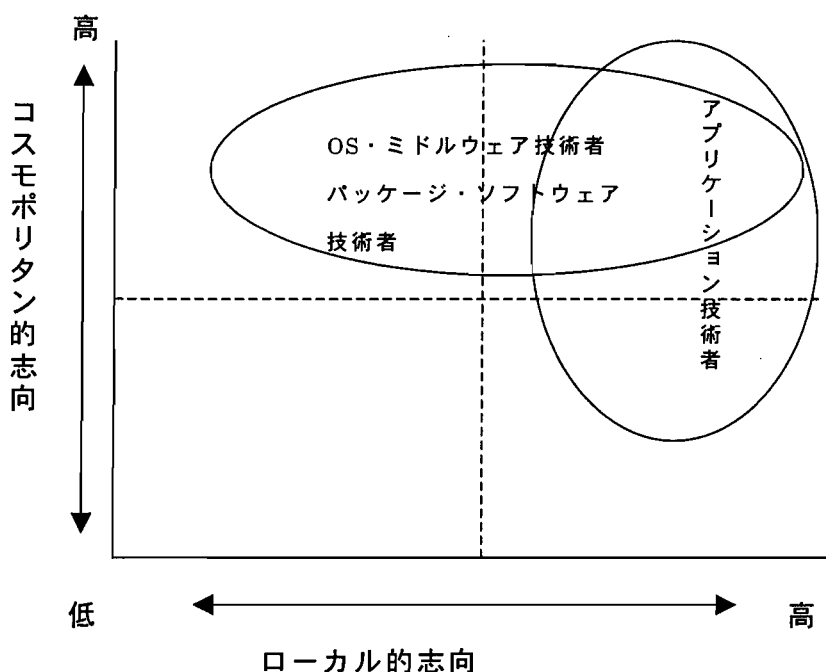 高
コスモポリタン的志向
OS・ミドルウェア技術者
パッケージ・ソフトウェア
技術者
アプリケーション技術者
低
高
ローカル的志向